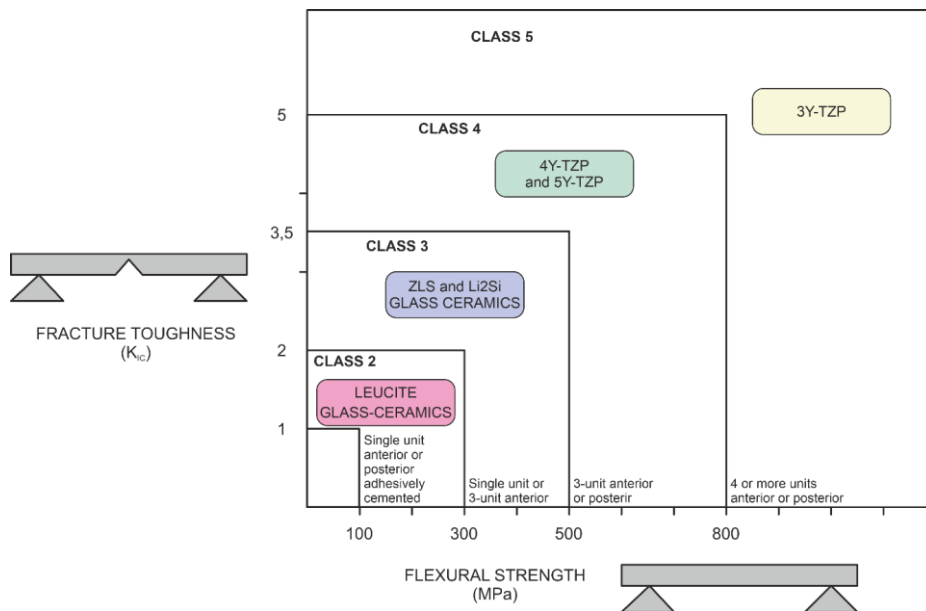 CLASS 5
5
3Y-TZP
CLASS 4
4Y-TZP
and 5Y-TZP
3,5
CLASS 3
ZLS and Li2Si
GLASS CERAMICS
FRACTURE TOUGHNESS
(KIC)
2
CLASS 2
LEUCITE
GLASS-CERAMICS
1
Single unit
anterior or
posterior
adhesively
cemented
Single unit or
3-unit anterior
3-unit anterior
or posterir
4 or more units
anterior or posterior
100
300
500
800
FLEXURAL STRENGTH
(MPa)